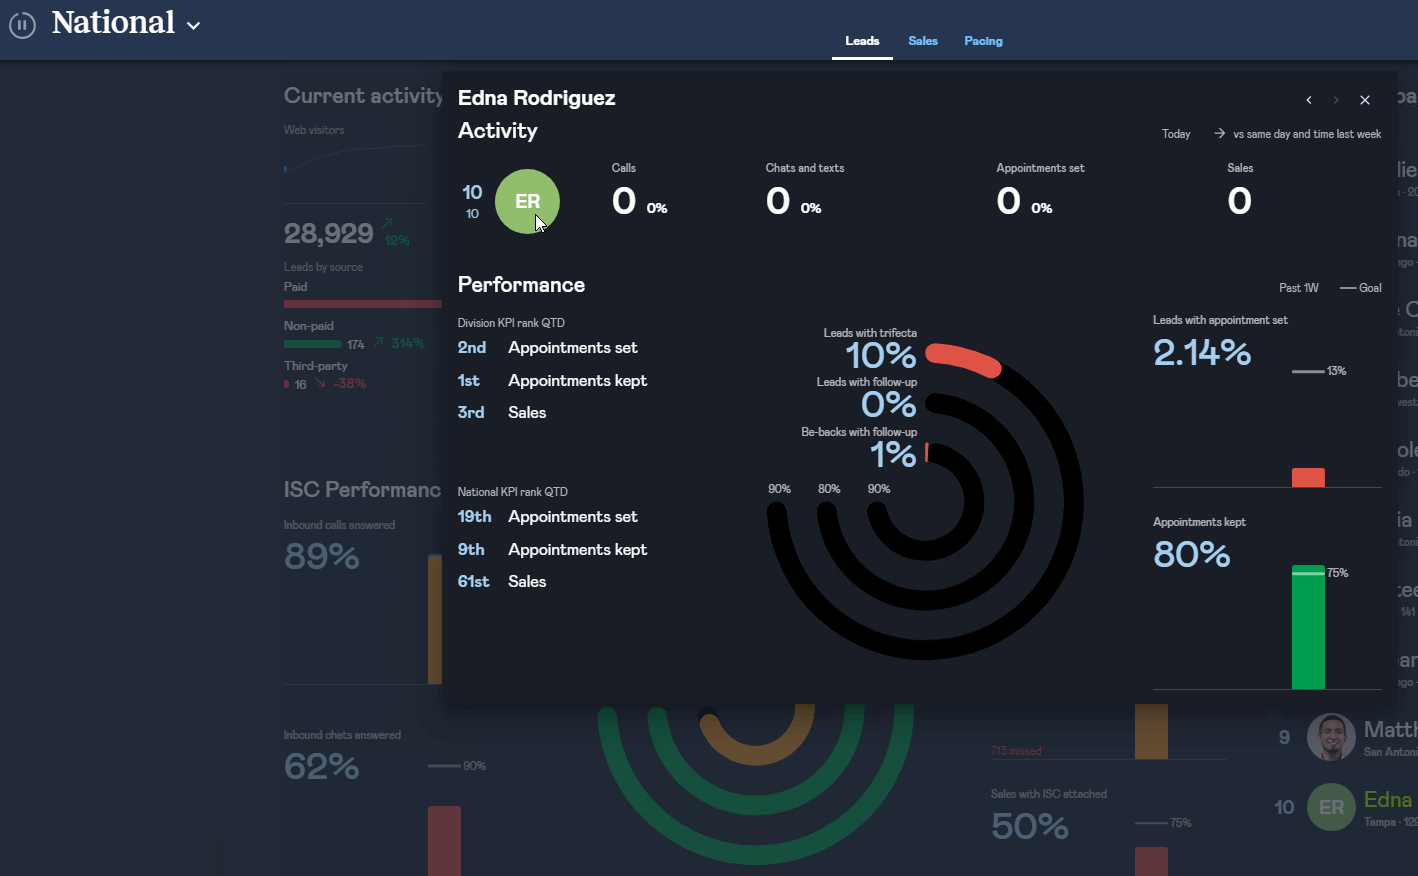 National
Leads
Sales
Pacing
Current activity
Web visitors
28,929
12%
Leads by source
Paid
Non-paid
174
314%
Third-party
16
-38%
ISC Performanc
Inbound calls answered
89%
Inbound chats answered
62%
90%
Edna Rodriguez
Activity
Today
vs same day and time last week
10
10
ER
Calls
0 0%
Chats and texts
0 0%
Appointments set
0 0%
Sales
0
Performance
Past 1W
Goal
Division KPI rank QTD
2nd Appointments set
1st Appointments kept
3rd Sales
National KPI rank QTD
19th Appointments set
9th Appointments kept
61st Sales
Leads with trifecta
10%
Leads with follow-up
0%
Be-backs with follow-up
1%
90%
80%
90%
Leads with appointment set
2.14%
13%
Appointments kept
80%
75%
713 missed
Sales with ISC attached
50%
75%
9
Matth
San Antoni
10
ER
Edna
Tampa · 129